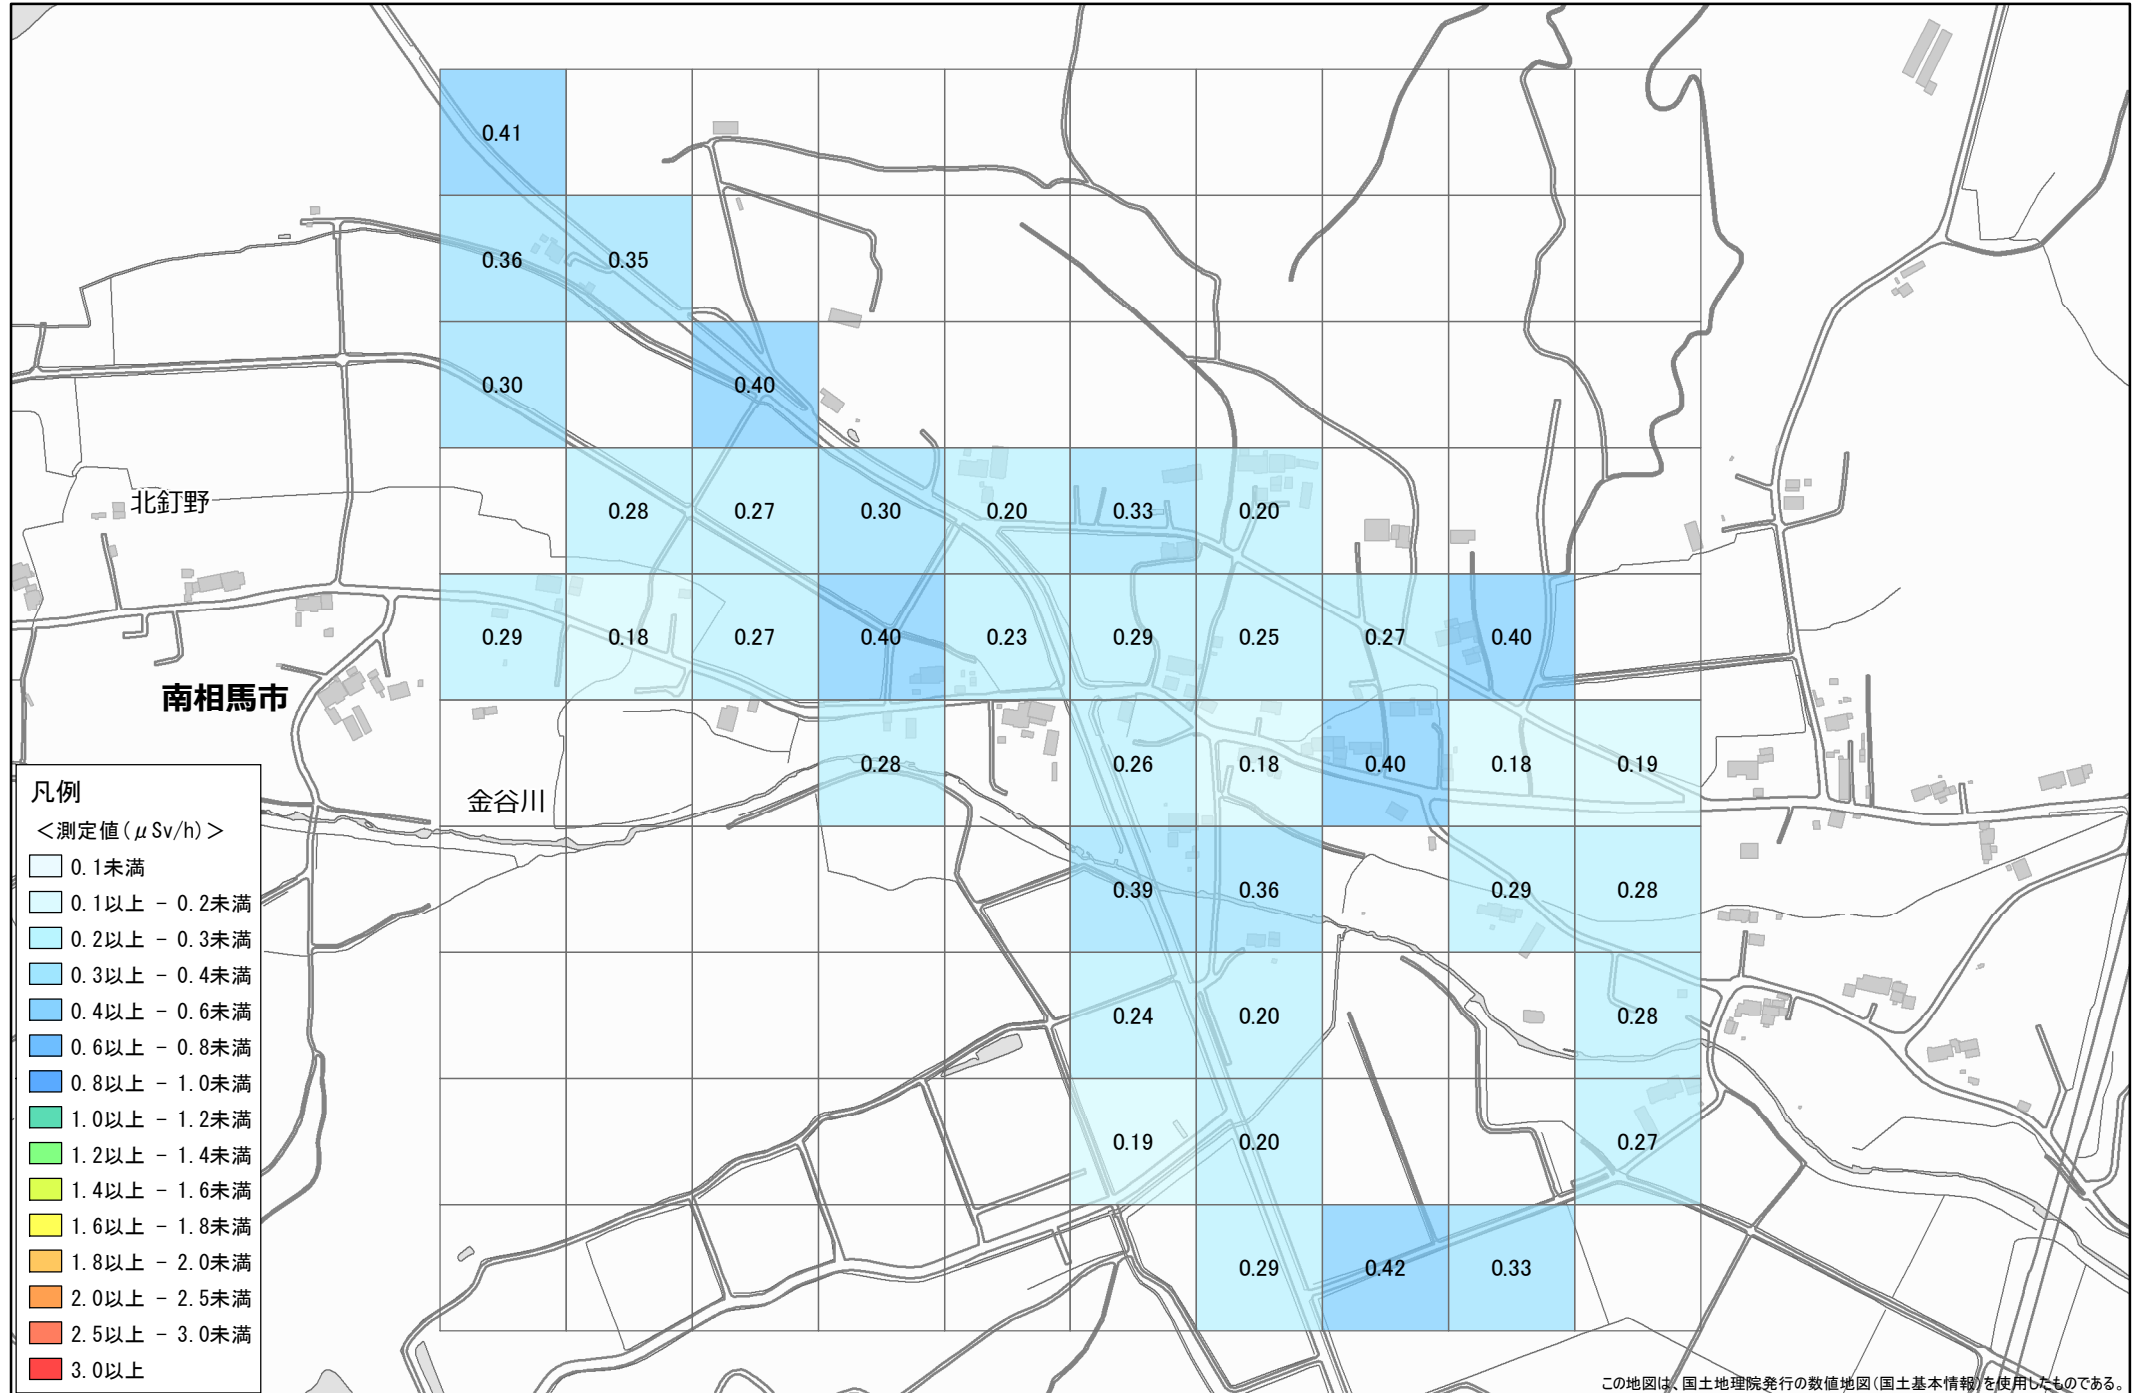 0.41
0.36 0.35
0.30 0.40
北釘野
0.28 0.27 0.30 0.20 0.33 0.20
0.29 0.18 0.27 0.40 0.23 0.29 0.25 0.27 0.40
南相馬市
0.28 0.26 0.18 0.40 0.18 0.19
金谷川
0.39 0.36 0.29 0.28
0.24 0.20 0.28
0.19 0.20 0.27
0.29 0.42 0.33
凡例
＜測定値(μSv/h)＞
0.1未満
0.1以上 － 0.2未満
0.2以上 － 0.3未満
0.3以上 － 0.4未満
0.4以上 － 0.6未満
0.6以上 － 0.8未満
0.8以上 － 1.0未満
1.0以上 － 1.2未満
1.2以上 － 1.4未満
1.4以上 － 1.6未満
1.6以上 － 1.8未満
1.8以上 － 2.0未満
2.0以上 － 2.5未満
2.5以上 － 3.0未満
3.0以上
この地図は、国土地理院発行の数値地図(国土基本情報)を使用したものである。